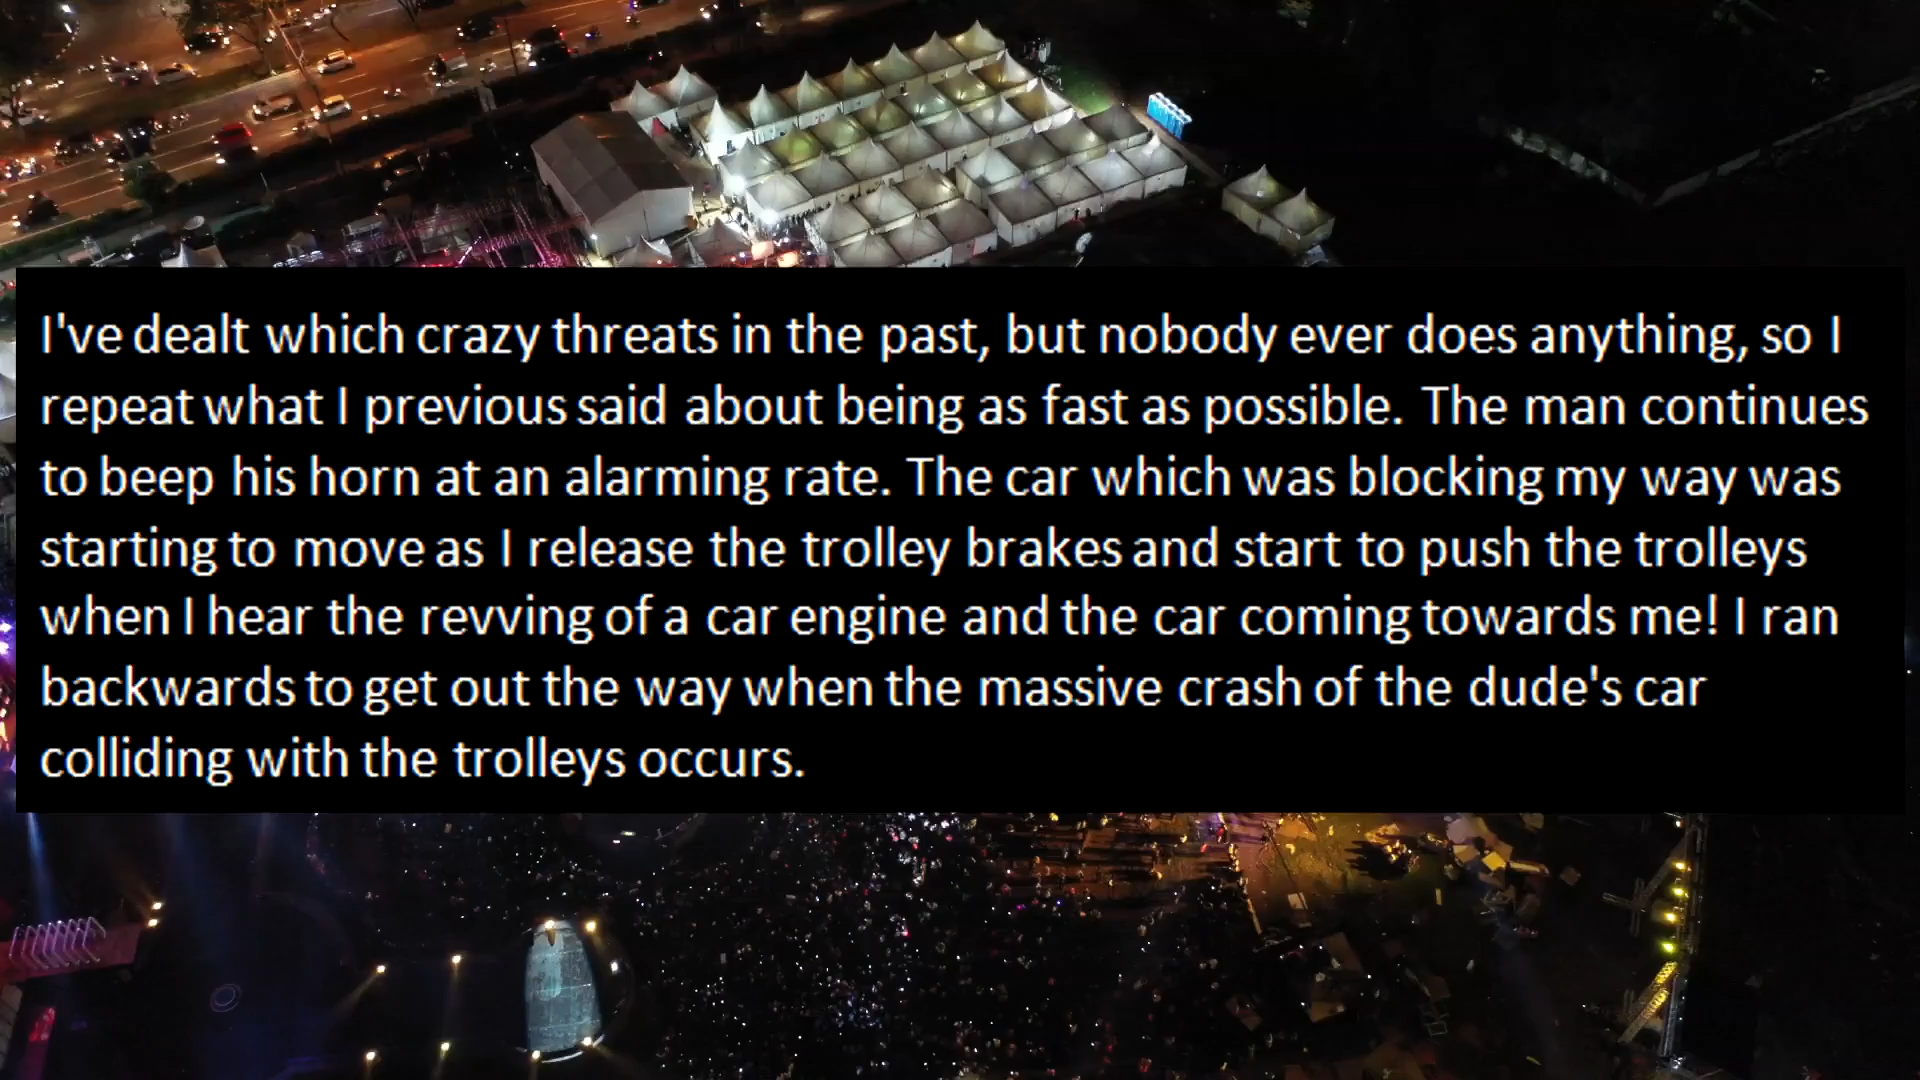 I've dealt which crazy threats in the past, but nobody ever does anything, so I
repeat what I previous said about being as fast as possible. The man continues
to beep his horn at an alarming rate. The car which was blocking my way was
starting to move as I release the trolley brakes and start to push the trolleys
when I hear the revving of a car engine and the car coming towards me! I ran
backwards to get out the way when the massive crash of the dude's car
colliding with the trolleys occurs.